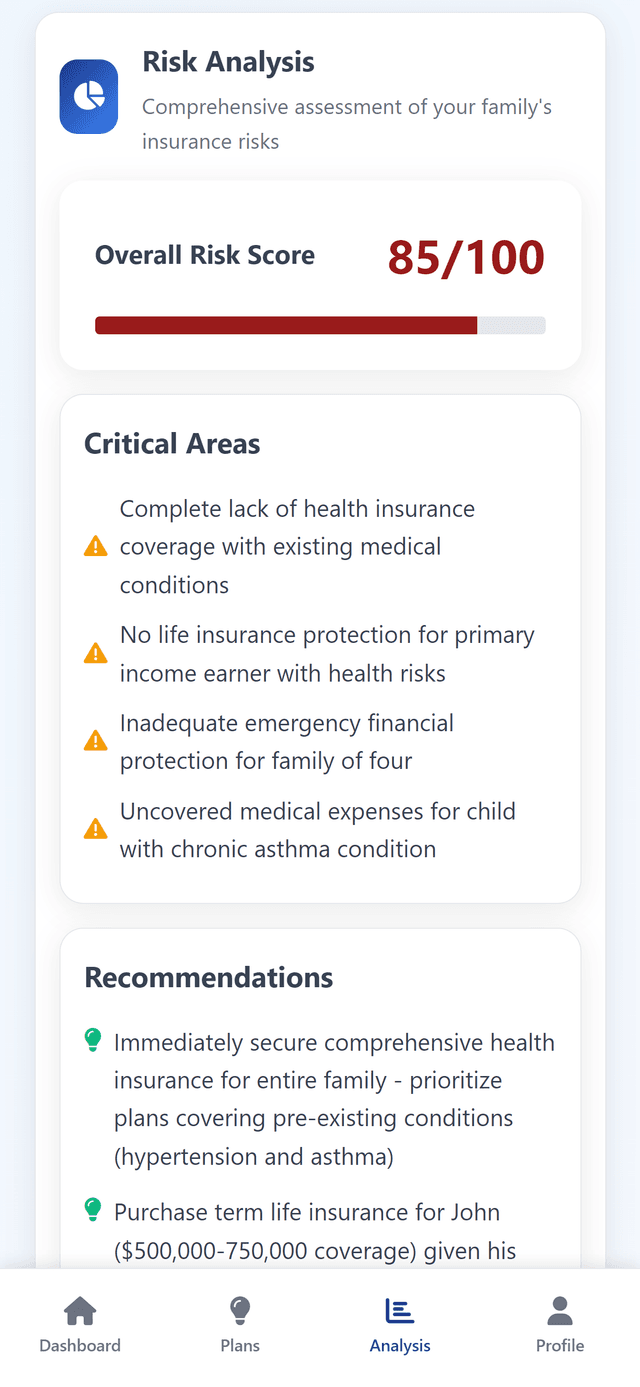 Risk Analysis
Comprehensive assessment of your family's
insurance risks
Overall Risk Score
85/100
Critical Areas
Complete lack of health insurance
coverage with existing medical
conditions
No life insurance protection for primary
income earner with health risks
Inadequate emergency financial
protection for family of four
Uncovered medical expenses for child
with chronic asthma condition
Recommendations
Immediately secure comprehensive health
insurance for entire family - prioritize
plans covering pre-existing conditions
(hypertension and asthma)
Purchase term life insurance for John
($500,000-750,000 coverage) given his
Dashboard
Plans
Analysis
Profile